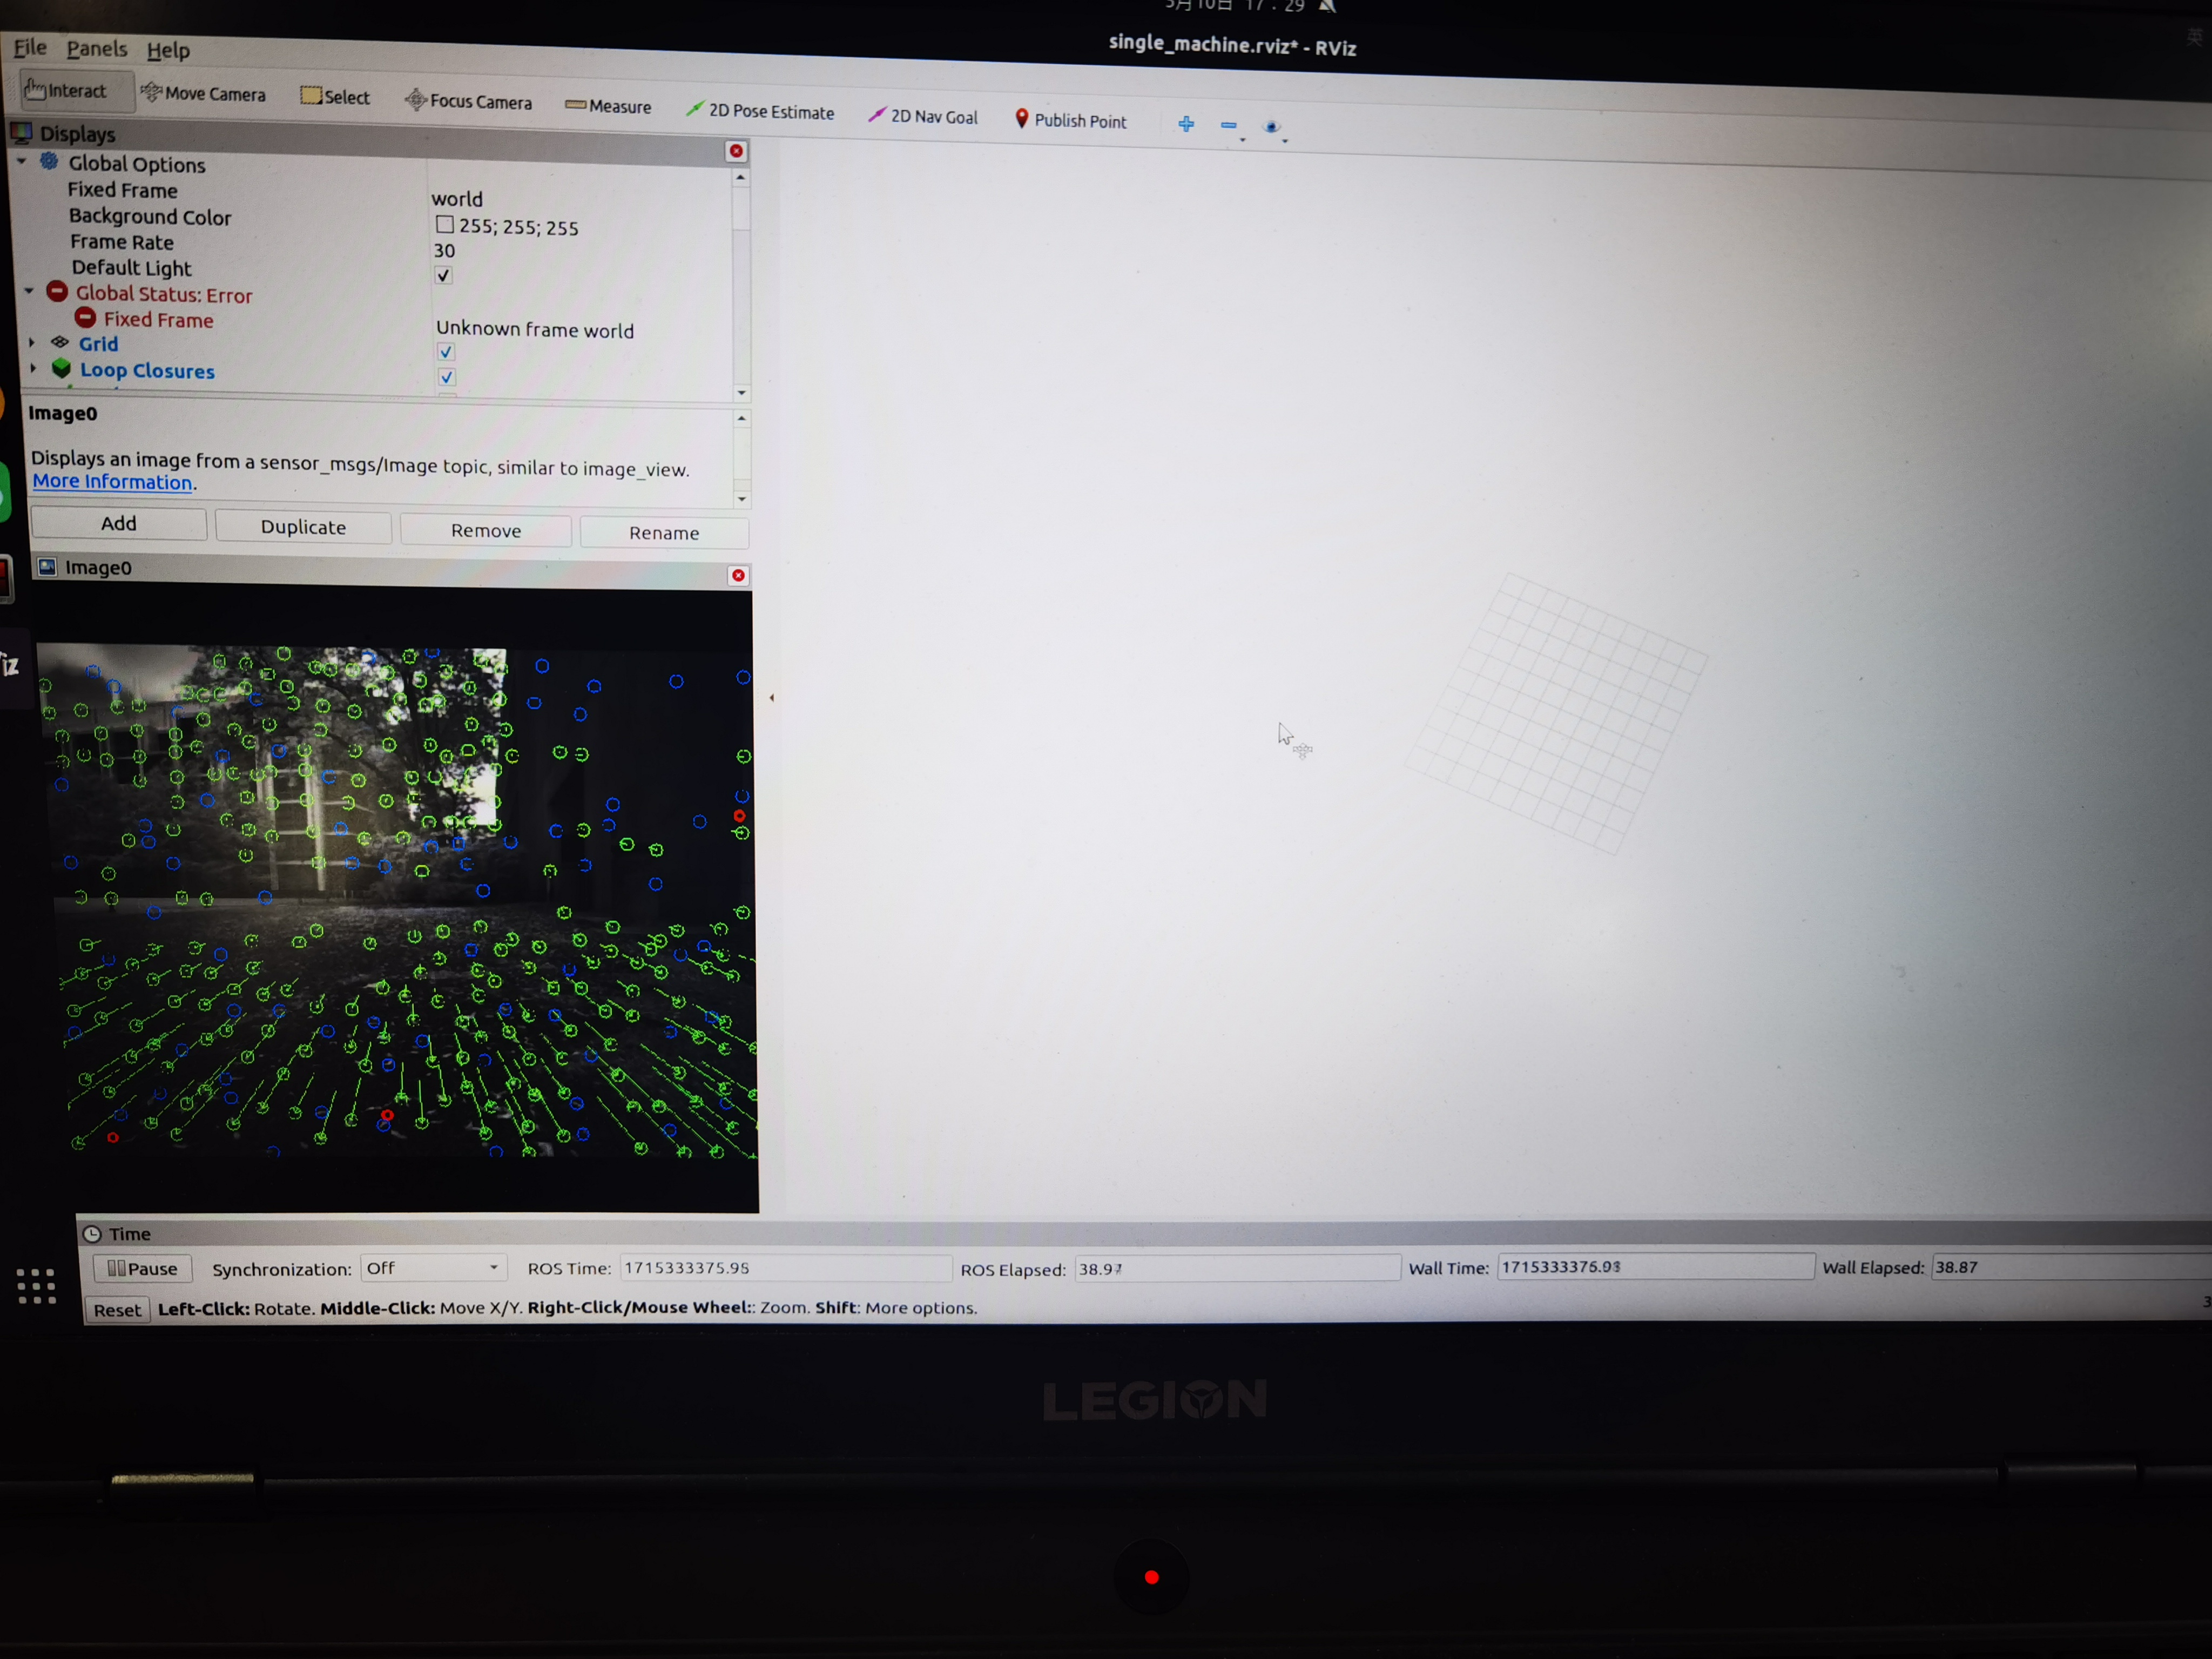 5月10日 17:29
single_machine.rviz* - RViz
英
File Panels Help
Interact Move Camera Select Focus Camera Measure 2D Pose Estimate 2D Nav Goal Publish Point
Displays
Global Options
Fixed Frame world
Background Color 255; 255; 255
Frame Rate 30
Default Light
Global Status: Error
Fixed Frame Unknown frame world
Grid
Loop Closures
Image0
Displays an image from a sensor_msgs/Image topic, similar to image_view.
More Information.
Add Duplicate Remove Rename
Image0
iz
Time
Pause Synchronization: Off ROS Time: 1715333375.95 ROS Elapsed: 38.97 Wall Time: 1715333376.93 Wall Elapsed: 38.87
Reset Left-Click: Rotate. Middle-Click: Move X/Y. Right-Click/Mouse Wheel:: Zoom. Shift: More options.
3
LEGION